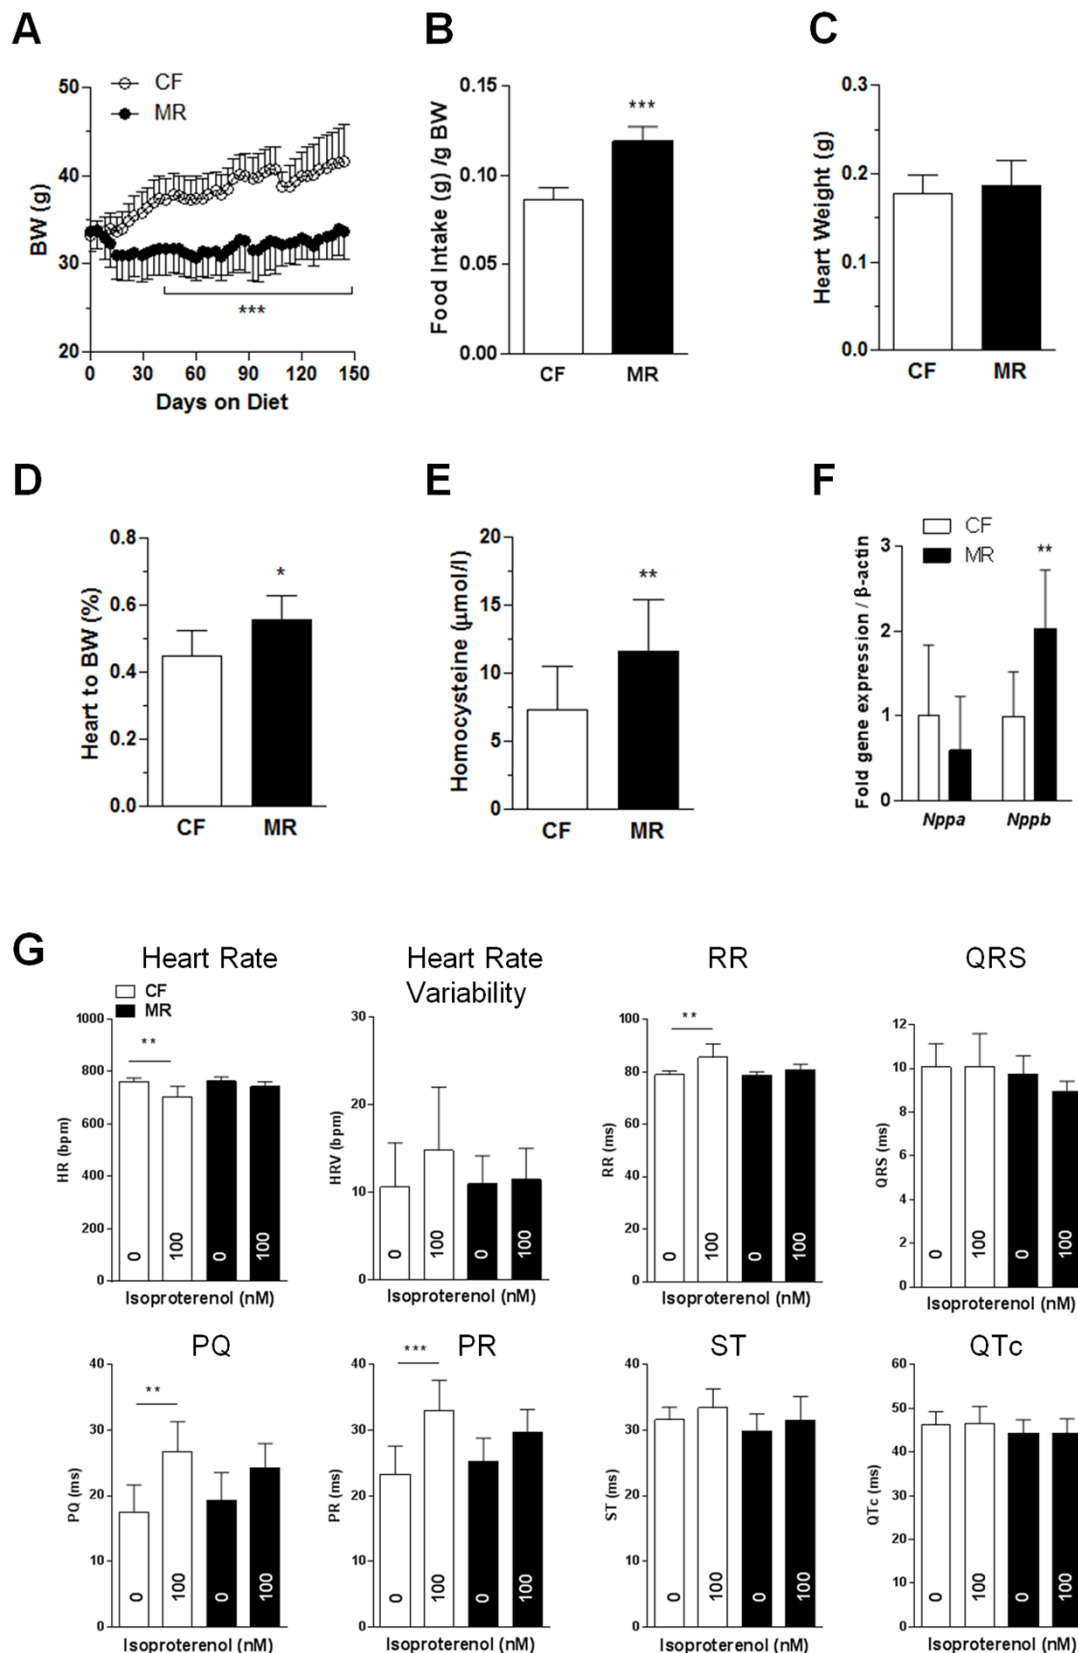 A
B
C
CF
MR
BW (g)
50
40
30
20
***
0 30 60 90 120 150
Days on Diet
Food Intake (g) /g BW
0.15
0.10
0.05
0.00
***
CF MR
Heart Weight (g)
0.3
0.2
0.1
0.0
CF MR
D
E
F
Heart to BW (%)
0.8
0.6
0.4
0.2
0.0
*
CF MR
Homocysteine (μmol/l)
20
15
10
5
0
**
CF MR
CF
MR
Fold gene expression / β-actin
3
2
1
0
**
Nppa Nppb
G
Heart Rate
CF
MR
HR (bpm)
1000
800
600
400
200
0
**
0 100 0 100
Isoproterenol (nM)
Heart Rate
Variability
HRV (bpm)
30
20
10
0
0 100 0 100
Isoproterenol (nM)
RR
RR (ms)
100
80
60
40
20
0
**
0 100 0 100
Isoproterenol (nM)
QRS
QRS (ms)
12
10
8
6
4
2
0
0 100 0 100
Isoproterenol (nM)
PQ
PQ (ms)
40
30
20
10
0
**
0 100 0 100
Isoproterenol (nM)
PR
PR (ms)
40
30
20
10
0
***
0 100 0 100
Isoproterenol (nM)
ST
ST (ms)
40
30
20
10
0
0 100 0 100
Isoproterenol (nM)
QTc
QTc (ms)
60
50
40
30
20
10
0
0 100 0 100
Isoproterenol (nM)